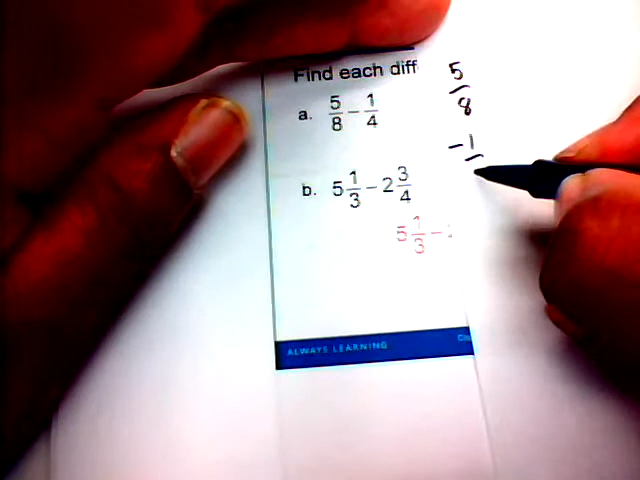 Find each diff
a. 5/8 - 1/4
b. 5 1/3 - 2 3/4
5 1/3 -
ALWAYS LEARNING
5/8
-1